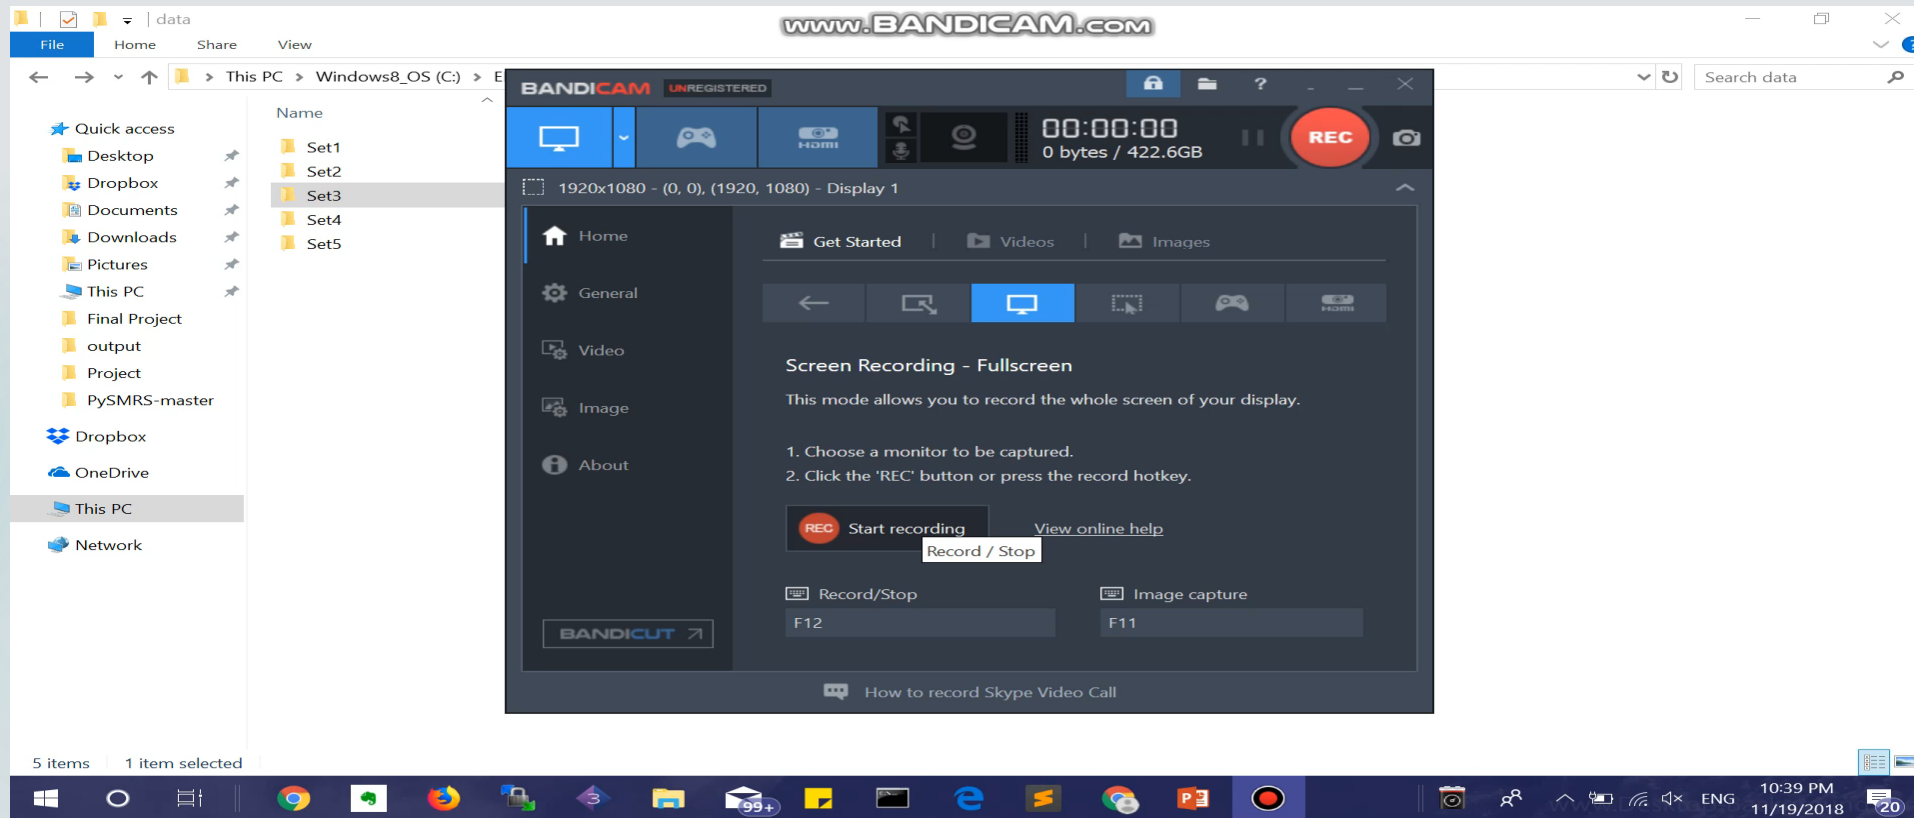 data
www.BANDICAM.com
File Home Share View
This PC > Windows8_OS (C:) > E
Search data
Name
Quick access
Desktop
Dropbox
Documents
Downloads
Pictures
This PC
Final Project
output
Project
PySMRS-master
Dropbox
OneDrive
This PC
Network
Set1
Set2
Set3
Set4
Set5
BANDICAM UNREGISTERED
?
HDMI
00:00:00
0 bytes / 422.6GB
REC
1920x1080 - (0, 0), (1920, 1080) - Display 1
Home
General
Video
Image
About
BANDICUT
Get Started | Videos | Images
HDMI
Screen Recording - Fullscreen
This mode allows you to record the whole screen of your display.
1. Choose a monitor to be captured.
2. Click the 'REC' button or press the record hotkey.
REC Start recording
View online help
Record / Stop
Record/Stop
Image capture
F12
F11
How to record Skype Video Call
5 items 1 item selected
3
99+
ENG
10:39 PM
11/19/2018
20